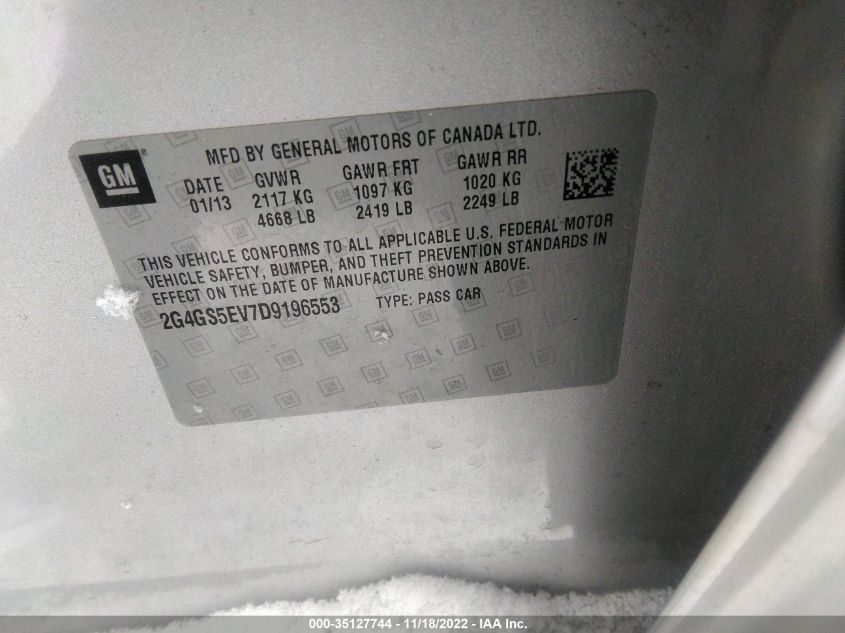 GM
MFD BY GENERAL MOTORS OF CANADA LTD.
DATE GVWR GAWR FRT GAWR RR
01/13 2117 KG 1097 KG 1020 KG
4668 LB 2419 LB 2249 LB
THIS VEHICLE CONFORMS TO ALL APPLICABLE U.S. FEDERAL MOTOR
VEHICLE SAFETY, BUMPER, AND THEFT PREVENTION STANDARDS IN
EFFECT ON THE DATE OF MANUFACTURE SHOWN ABOVE.
2G4GS5EV7D9196553 TYPE: PASS CAR
000-35127744 - 11/18/2022 - IAA Inc.